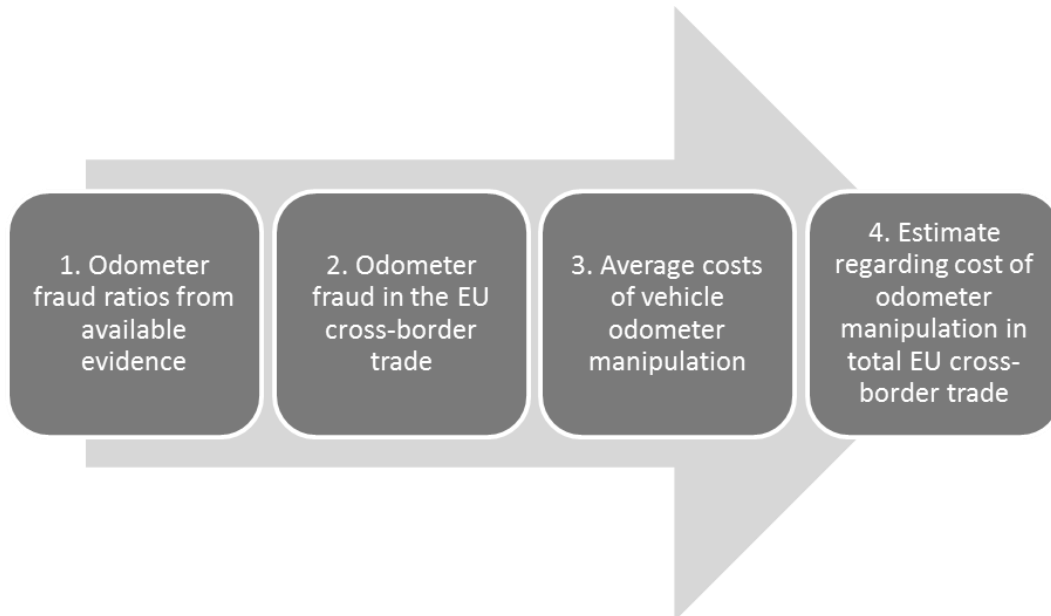 1. Odometer
fraud ratios from
available
evidence
2. Odometer
fraud in the EU
cross-border
trade
3. Average costs
of vehicle
odometer
manipulation
4. Estimate
regarding cost of
odometer
manipulation in
total EU cross-
border trade